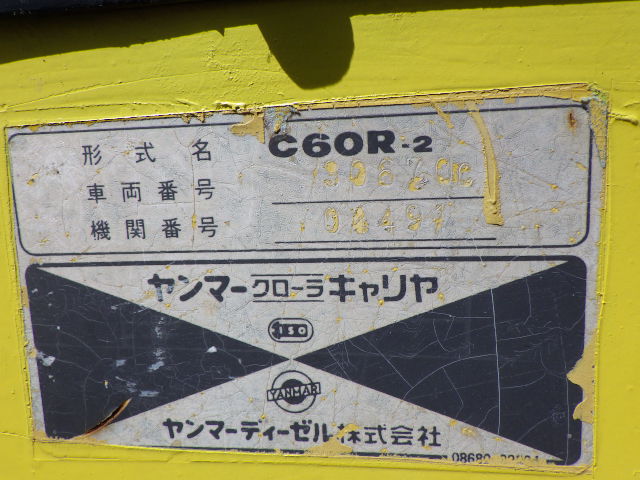 形式名 C60R-2
車両番号
機関番号
ヤンマークローラキャリヤ
ISO
YANMAR
ヤンマーディーゼル株式会社